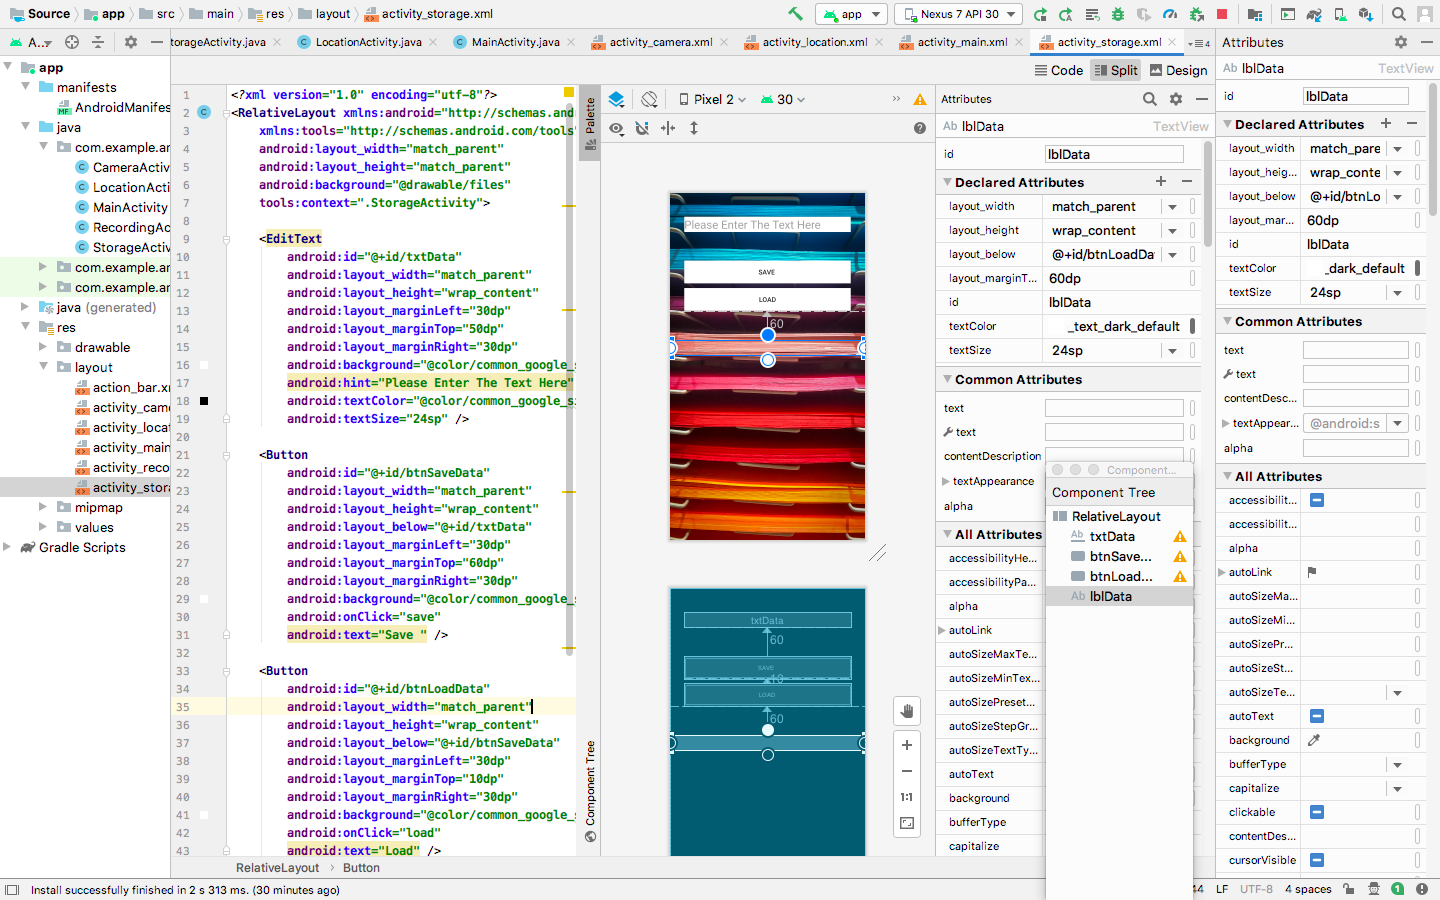 Source app src main res layout activity_storage.xml app Nexus 7 API 30
A... torageActivity.java LocationActivity.java MainActivity.java activity_camera.xml activity_location.xml activity_main.xml activity_storage.xml 4 Attributes
Code Split Design
Ab lblData TextView
id lblData
Declared Attributes
layout_width match_pare
layout_heig... wrap_conte
layout_below @+id/btnLo
layout_mar... 60dp
id lblData
textColor _dark_default
textSize 24sp
Common Attributes
text
text
contentDesc...
textAppear... @android:s
alpha
All Attributes
accessibilit...
accessibilit...
alpha
autoLink
autoSizeMa...
autoSizeMi...
autoSizePr...
autoSizeSt...
autoSizeTe...
autoText
background
bufferType
capitalize
clickable
contentDes...
cursorVisible
app
manifests
AndroidManifes
java
com.example.an
CameraActiv
LocationActi
MainActivity
RecordingAc
StorageActiv
com.example.an
com.example.an
java (generated)
res
drawable
layout
action_bar.xm
activity_cam
activity_locat
activity_main
activity_reco
activity_stora
mipmap
values
Gradle Scripts
1 <?xml version="1.0" encoding="utf-8"?>
2 <RelativeLayout xmlns:android="http://schemas.and
3 xmlns:tools="http://schemas.android.com/tools"
4 android:layout_width="match_parent"
5 android:layout_height="match_parent"
6 android:background="@drawable/files"
7 tools:context=".StorageActivity">
8
9 <EditText
10 android:id="@+id/txtData"
11 android:layout_width="match_parent"
12 android:layout_height="wrap_content"
13 android:layout_marginLeft="30dp"
14 android:layout_marginTop="50dp"
15 android:layout_marginRight="30dp"
16 android:background="@color/common_google_s
17 android:hint="Please Enter The Text Here"
18 android:textColor="@color/common_google_si
19 android:textSize="24sp" />
20
21 <Button
22 android:id="@+id/btnSaveData"
23 android:layout_width="match_parent"
24 android:layout_height="wrap_content"
25 android:layout_below="@+id/txtData"
26 android:layout_marginLeft="30dp"
27 android:layout_marginTop="60dp"
28 android:layout_marginRight="30dp"
29 android:background="@color/common_google_s
30 android:onClick="save"
31 android:text="Save " />
32
33 <Button
34 android:id="@+id/btnLoadData"
35 android:layout_width="match_parent"
36 android:layout_height="wrap_content"
37 android:layout_below="@+id/btnSaveData"
38 android:layout_marginLeft="30dp"
39 android:layout_marginTop="10dp"
40 android:layout_marginRight="30dp"
41 android:background="@color/common_google_s
42 android:onClick="load"
43 android:text="Load" />
RelativeLayout Button
Palette
Component Tree
Pixel 2 30
Please Enter The Text Here
SAVE
LOAD
60
txtData
60
SAVE
10
LOAD
60
1:1
Attributes
Ab lblData TextView
id lblData
Declared Attributes
layout_width match_parent
layout_height wrap_content
layout_below @+id/btnLoadDa
layout_marginT... 60dp
id lblData
textColor _text_dark_default
textSize 24sp
Common Attributes
text
text
contentDescription
textAppearance
alpha
All Attributes
accessibilityHe...
accessibilityPa...
alpha
autoLink
autoSizeMaxTe...
autoSizeMinTex...
autoSizePreset...
autoSizeStepGr...
autoSizeTextTy...
autoText
background
bufferType
capitalize
Component...
Component Tree
RelativeLayout
Ab txtData
btnSave...
btnLoad...
Ab lblData
Install successfully finished in 2 s 313 ms. (30 minutes ago) 44 LF UTF-8 4 spaces 1